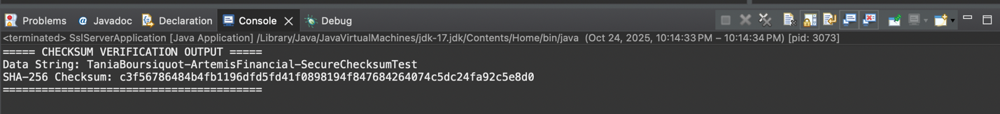 Problems @ Javadoc Declaration Console Debug
<terminated> SslServerApplication [Java Application] /Library/Java/JavaVirtualMachines/jdk-17.jdk/Contents/Home/bin/java (Oct 24, 2025, 10:14:33 PM – 10:14:34 PM) [pid: 3073]
===== CHECKSUM VERIFICATION OUTPUT =====
Data String: TaniaBoursiquot-ArtemisFinancial-SecureChecksumTest
SHA-256 Checksum: c3f56786484b4fb1196dfd5fd41f0898194f847684264074c5dc24fa92c5e8d0
========================================